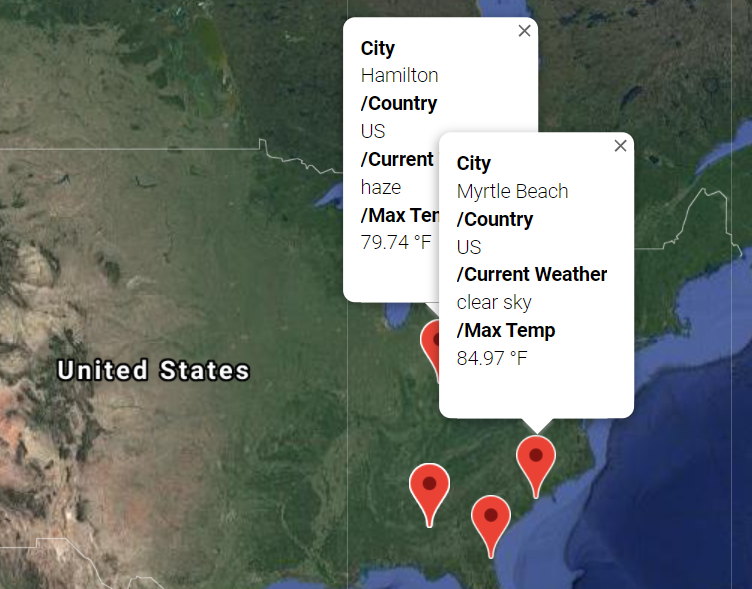 City
Hamilton
/Country
US
/Current
haze
/Max
79.74 °F
City
Myrtle Beach
/Country
US
/Current Weather
clear sky
/Max Temp
84.97 °F
United States